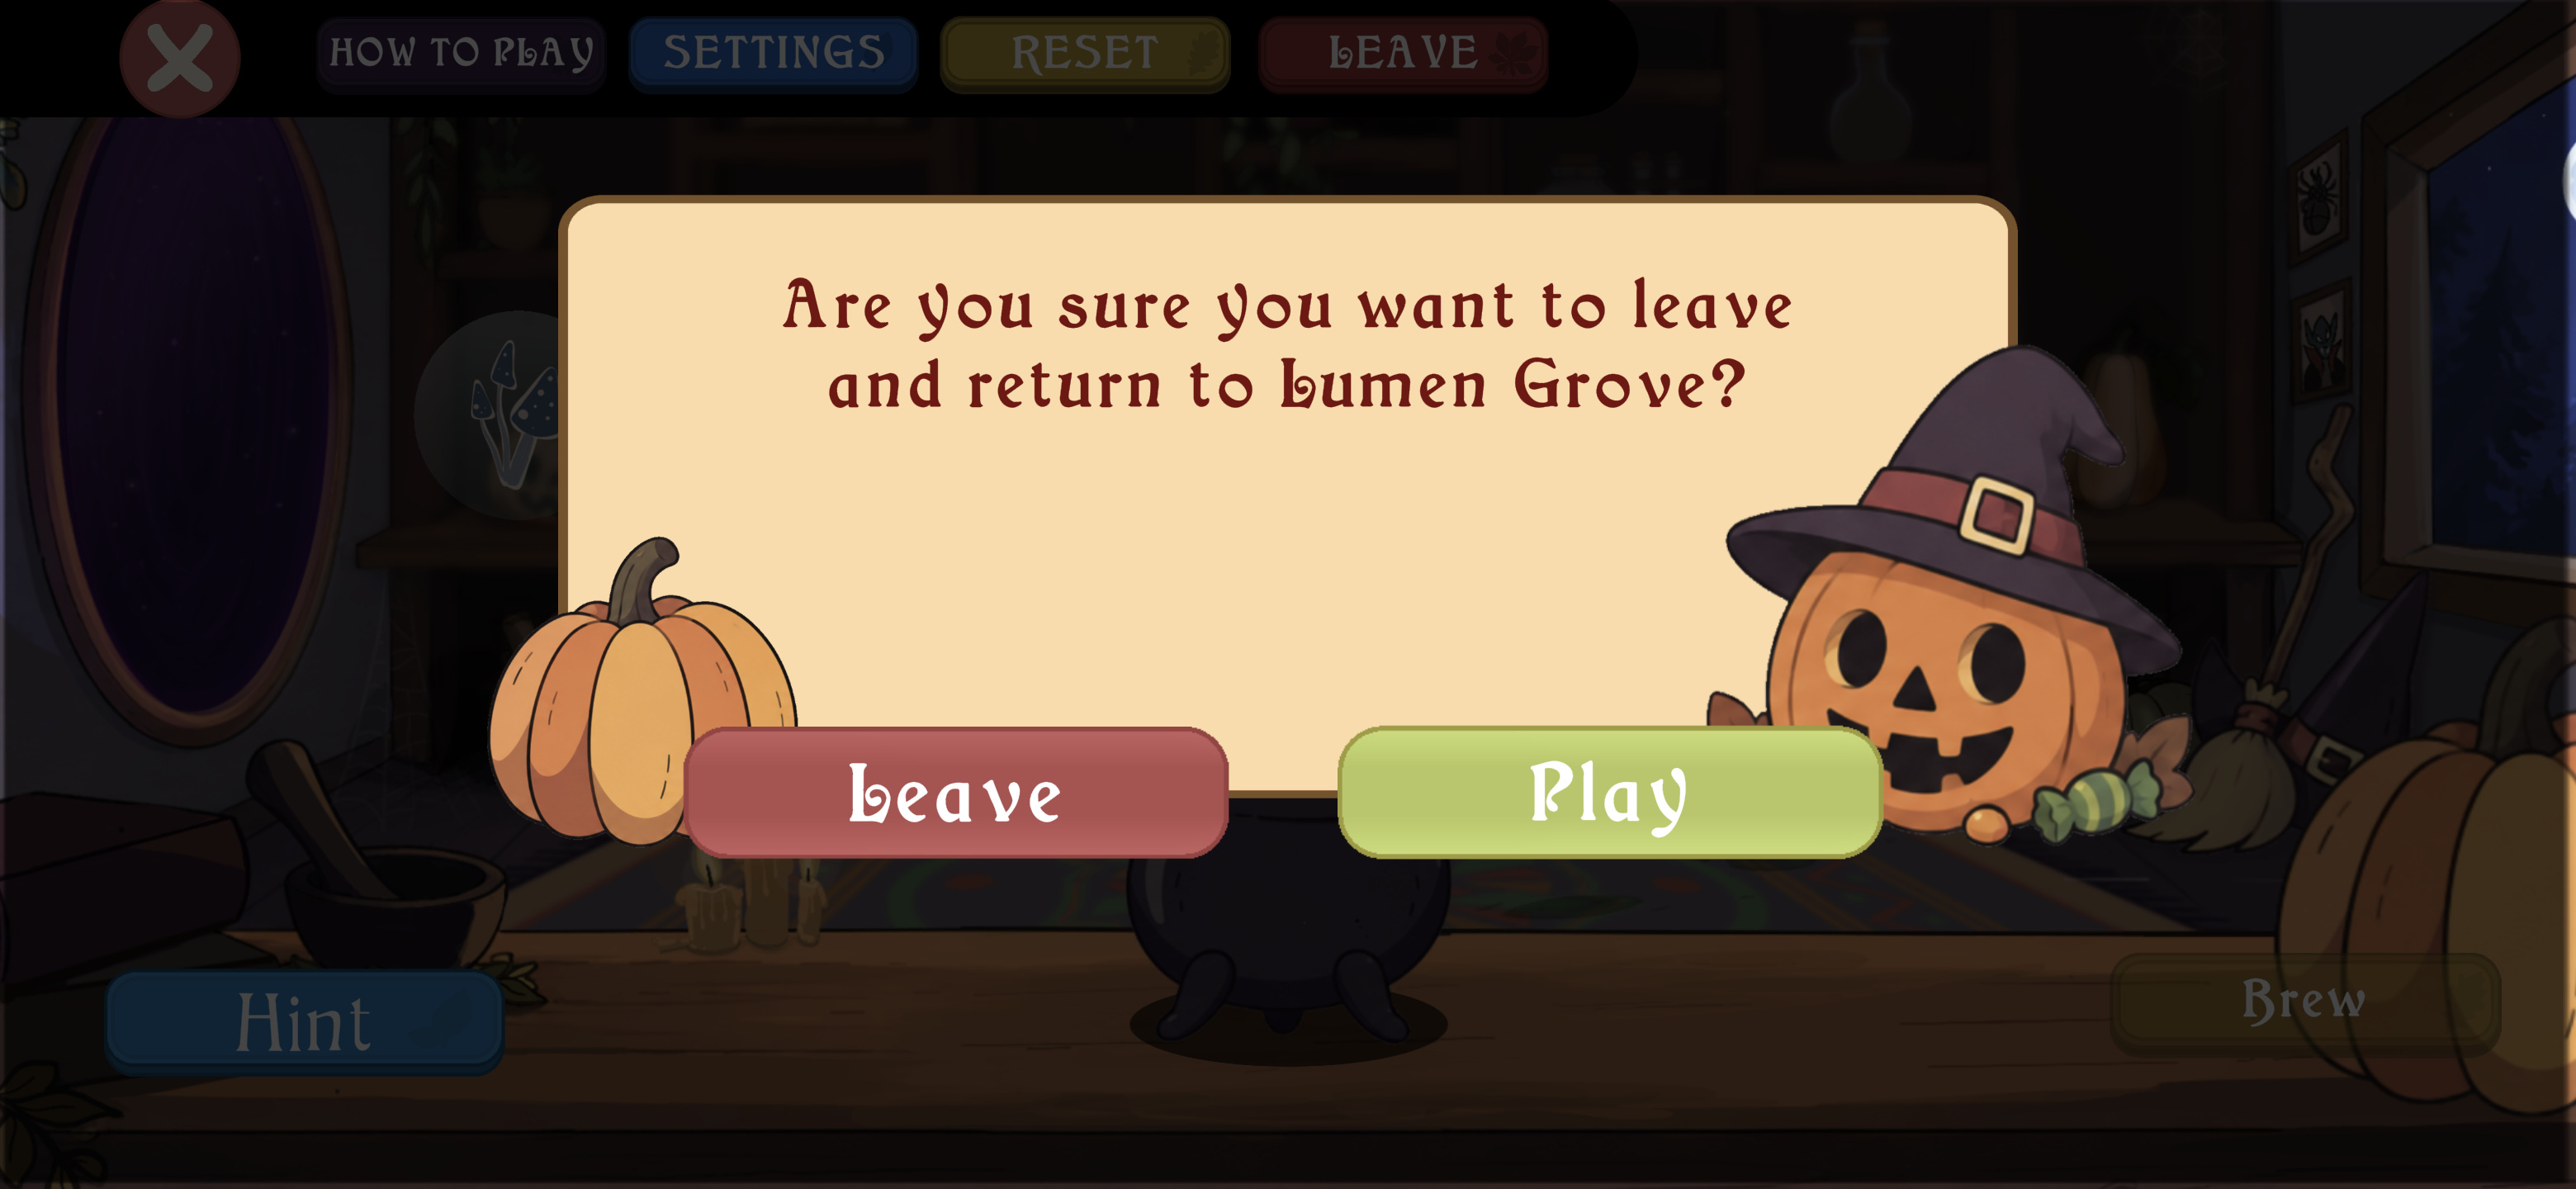 HOW TO PLAY
SETTINGS
RESET
LEAVE
Are you sure you want to leave
and return to Lumen Grove?
Leave
Play
Hint
Brew